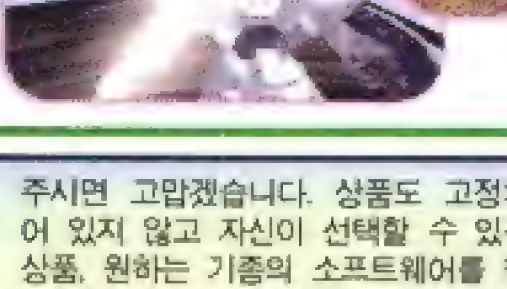 주시면 고맙겠습니다. 상품도 고정
어 있지 않고 자신이 선택할 수 있
상품, 원하는 기종의 소프트웨어를